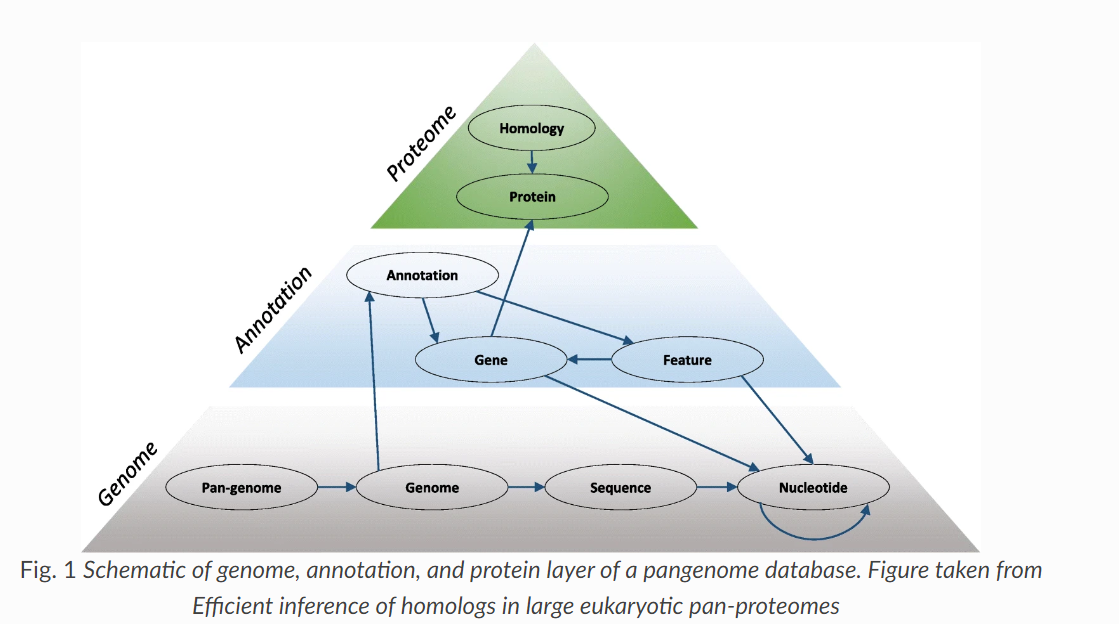 Proteome
Homology
Protein
Annotation
Annotation
Gene
Feature
Genome
Pan-genome
Genome
Sequence
Nucleotide
Fig. 1 Schematic of genome, annotation, and protein layer of a pangenome database. Figure taken from
Efficient inference of homologs in large eukaryotic pan-proteomes